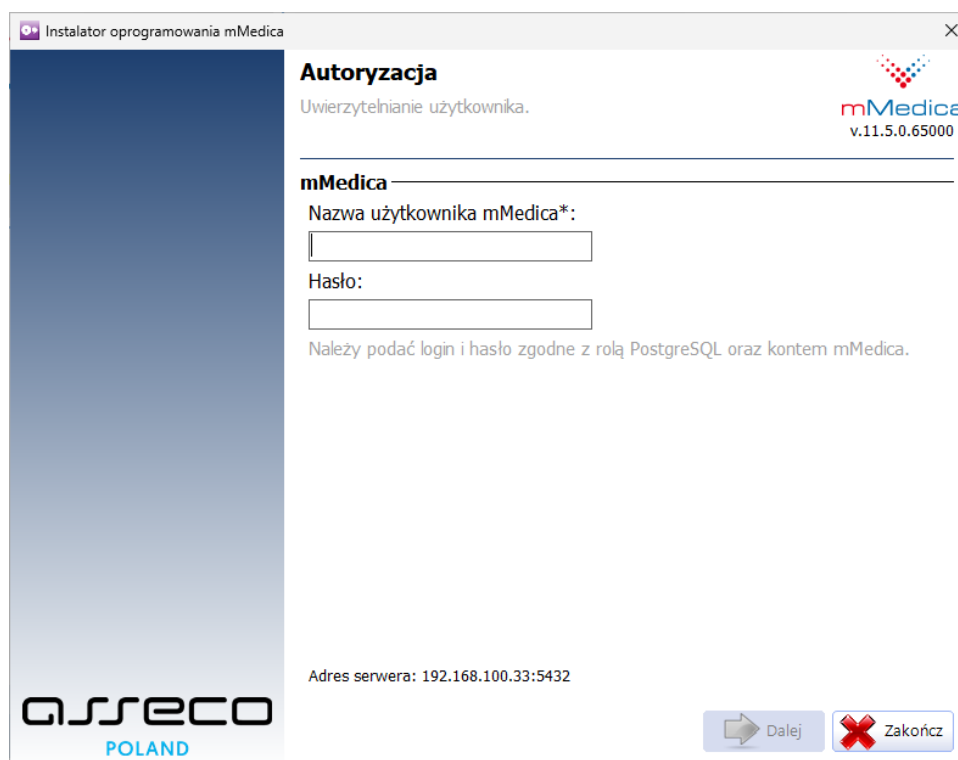 Instalator oprogramowania mMedica
Autoryzacja
Uwierzytelnianie użytkownika.
mMedica
v.11.5.0.65000
mMedica
Nazwa użytkownika mMedica*:
Hasło:
Należy podać login i hasło zgodne z rolą PostgreSQL oraz kontem mMedica.
Adres serwera: 192.168.100.33:5432
asseco
POLAND
Dalej
Zakończ